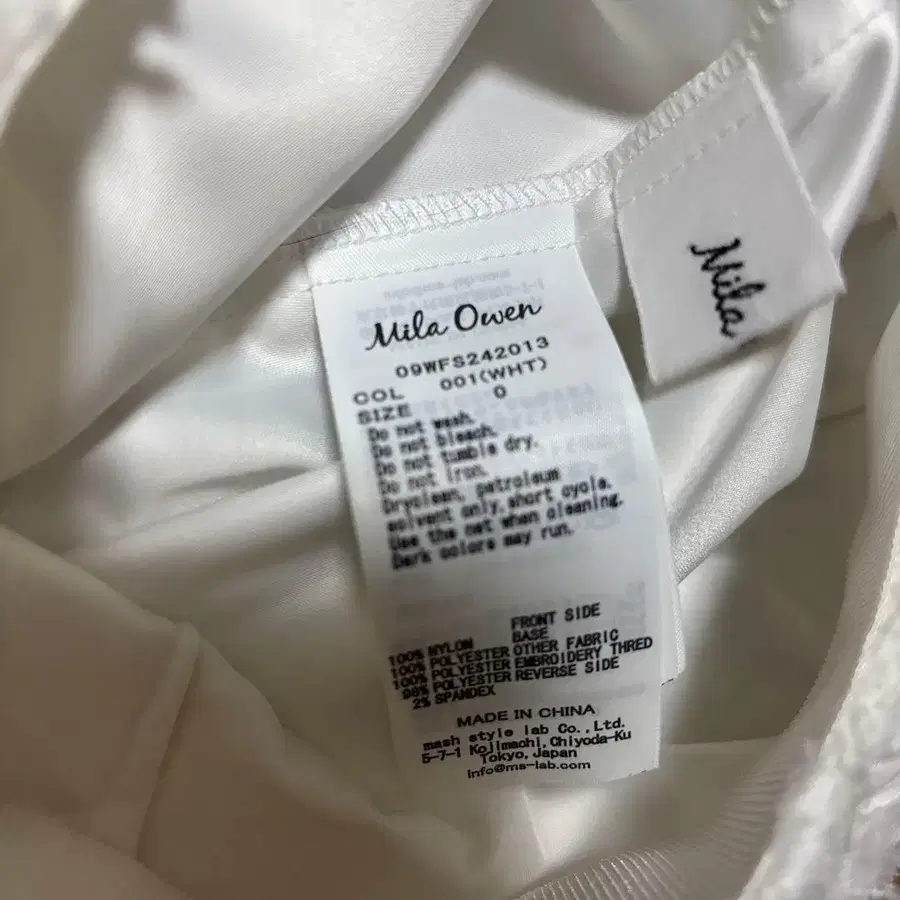 Mila Owen
09WFS242013
COL 001(WHT)
SIZE 0
Do not wash.
Do not bleach.
Do not tumble dry.
Do not iron.
Dryclean, petroleum
solvent only,short cycle.
Use the net when cleaning.
Dark colors may run.
FRONT SIDE
100% NYLON BASE
100% POLYESTER OTHER FABRIC
100% POLYESTER EMBROIDERY THRED
98% POLYESTER REVERSE SIDE
2% SPANDEX
MADE IN CHINA
mash style lab Co.,Ltd.
5-7-1 Kojimachi,Chiyoda-Ku
Tokyo,Japan
info@ms-lab.com
Mila